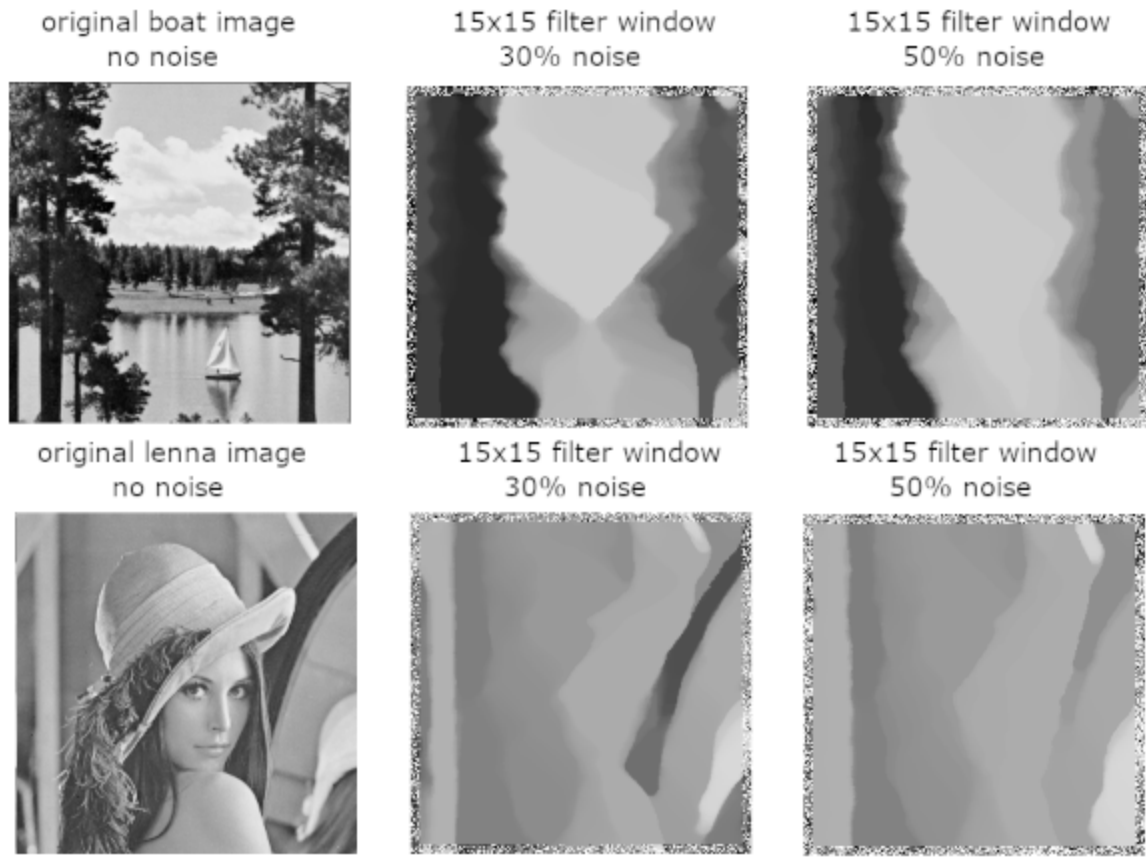 original boat image
no noise
15x15 filter window
30% noise
15x15 filter window
50% noise
original lenna image
no noise
15x15 filter window
30% noise
15x15 filter window
50% noise